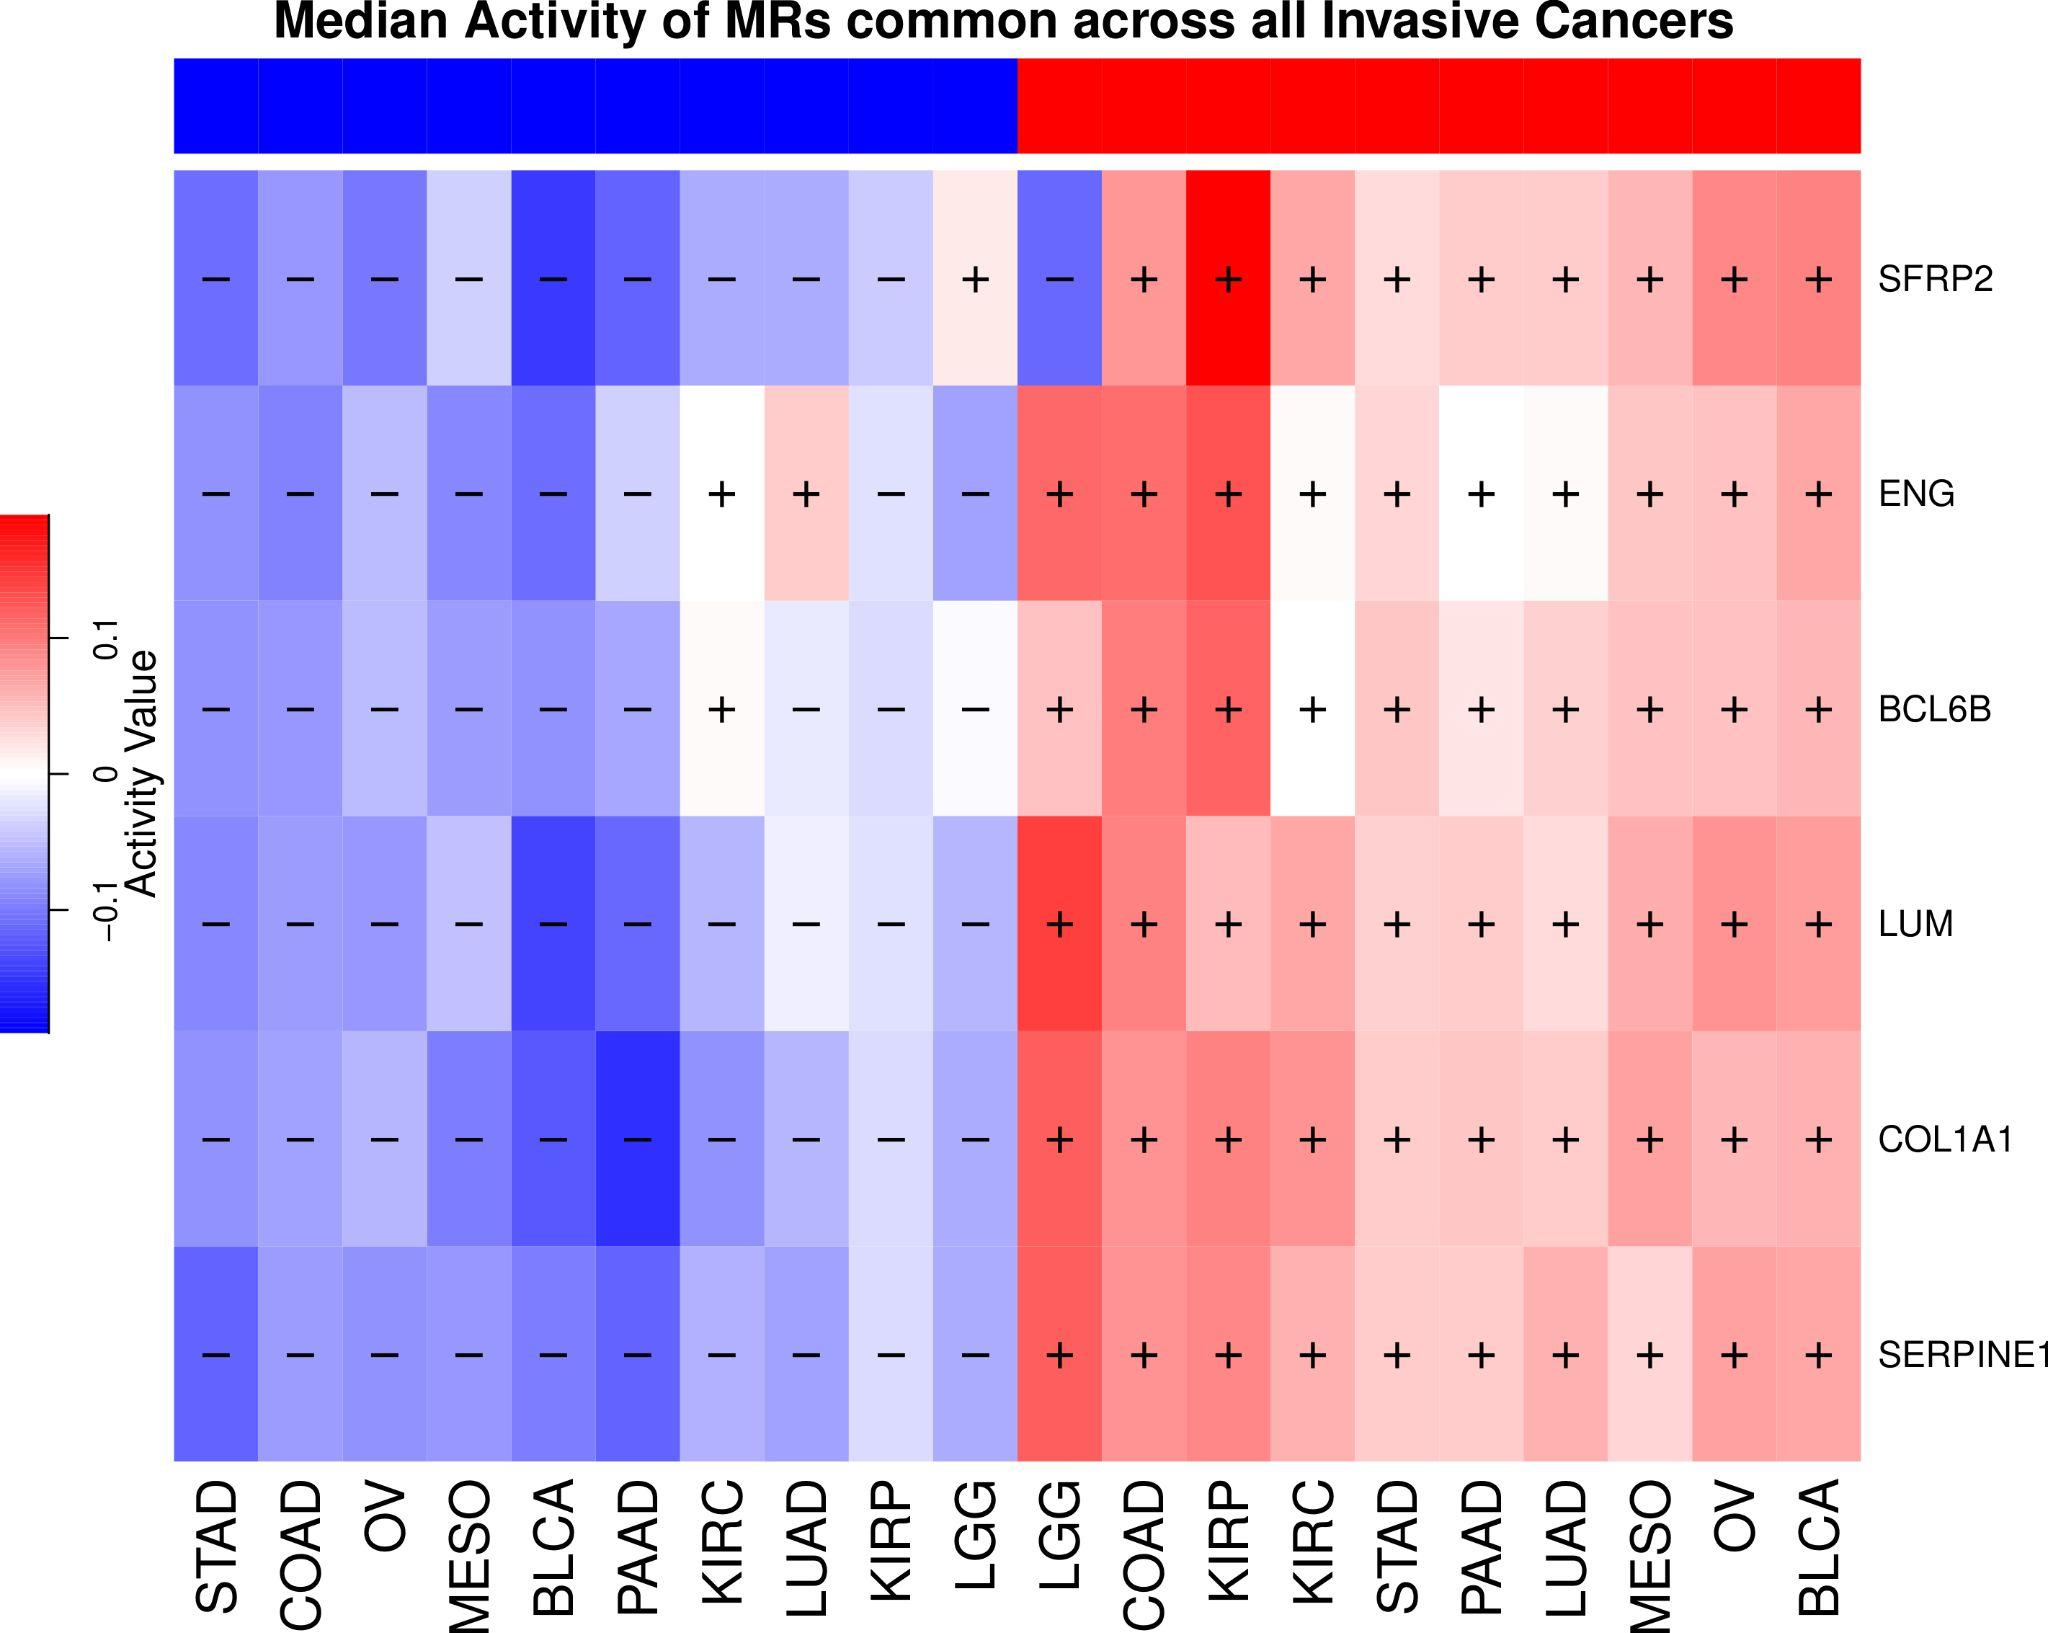 Median Activity of MRs common across all Invasive Cancers
− − − − − − − − − + − + + + + + + + + + SFRP2
− − − − − − + + − − + + + + + + + + + + ENG
− − − − − − + − − − + + + + + + + + + + BCL6B
− − − − − − − − − − + + + + + + + + + + LUM
− − − − − − − − − − + + + + + + + + + + COL1A1
− − − − − − − − − − + + + + + + + + + + SERPINE1
0.1
0
−0.1
Activity Value
STAD COAD OV MESO BLCA PAAD KIRC LUAD KIRP LGG LGG COAD KIRP KIRC STAD PAAD LUAD MESO OV BLCA